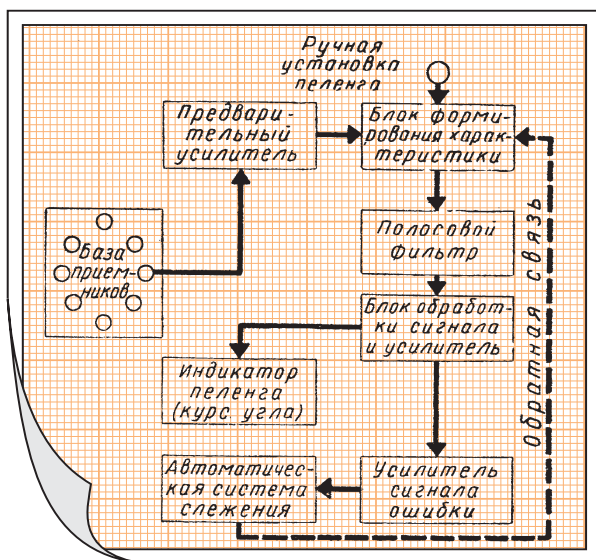 Ручная
установка
пеленга
Предвари-
тельный
усилитель
Блок форми-
рования харак-
теристики
База
прием-
ников
Полосовой
фильтр
Блок обработ-
ки сигнала
и усилитель
Индикатор
пеленга
(курс. угла)
Обратная связь
Автоматичес-
кая система
слежения
Усилитель
сигнала
ошибки